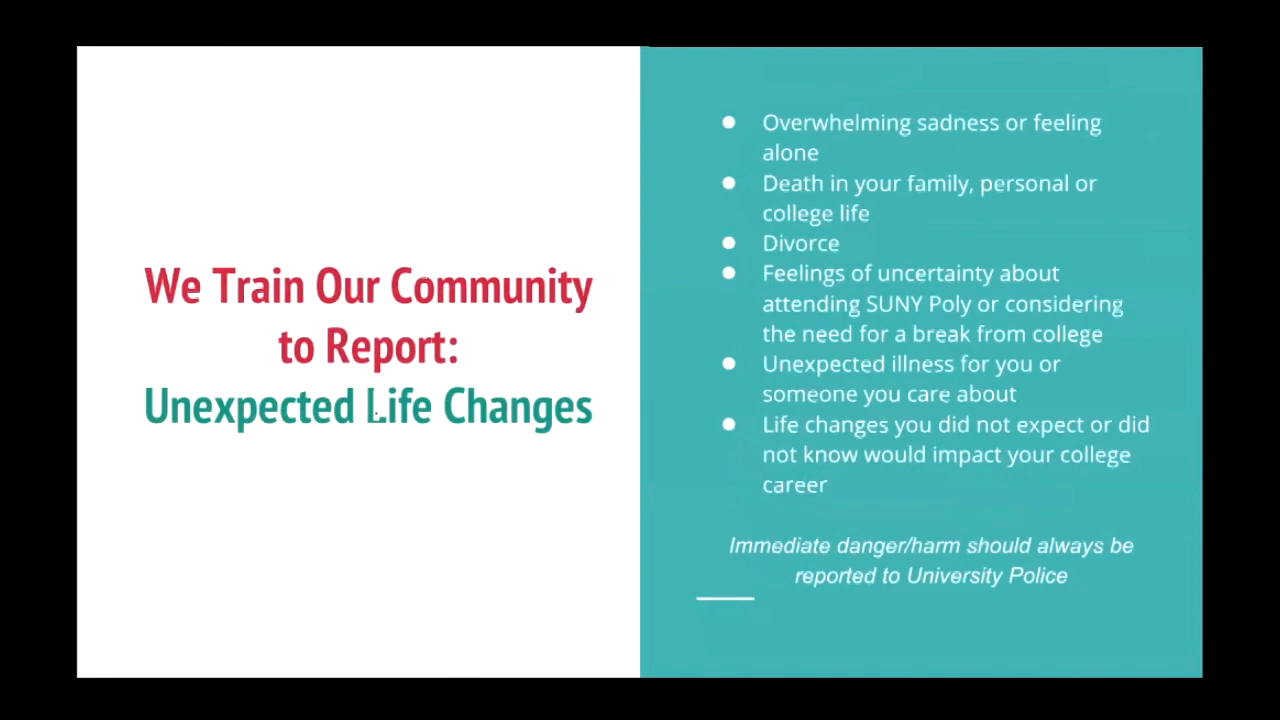 We Train Our Community
to Report:
Unexpected Life Changes
● Overwhelming sadness or feeling
alone
● Death in your family, personal or
college life
● Divorce
● Feelings of uncertainty about
attending SUNY Poly or considering
the need for a break from college
● Unexpected illness for you or
someone you care about
● Life changes you did not expect or did
not know would impact your college
career
Immediate danger/harm should always be
reported to University Police